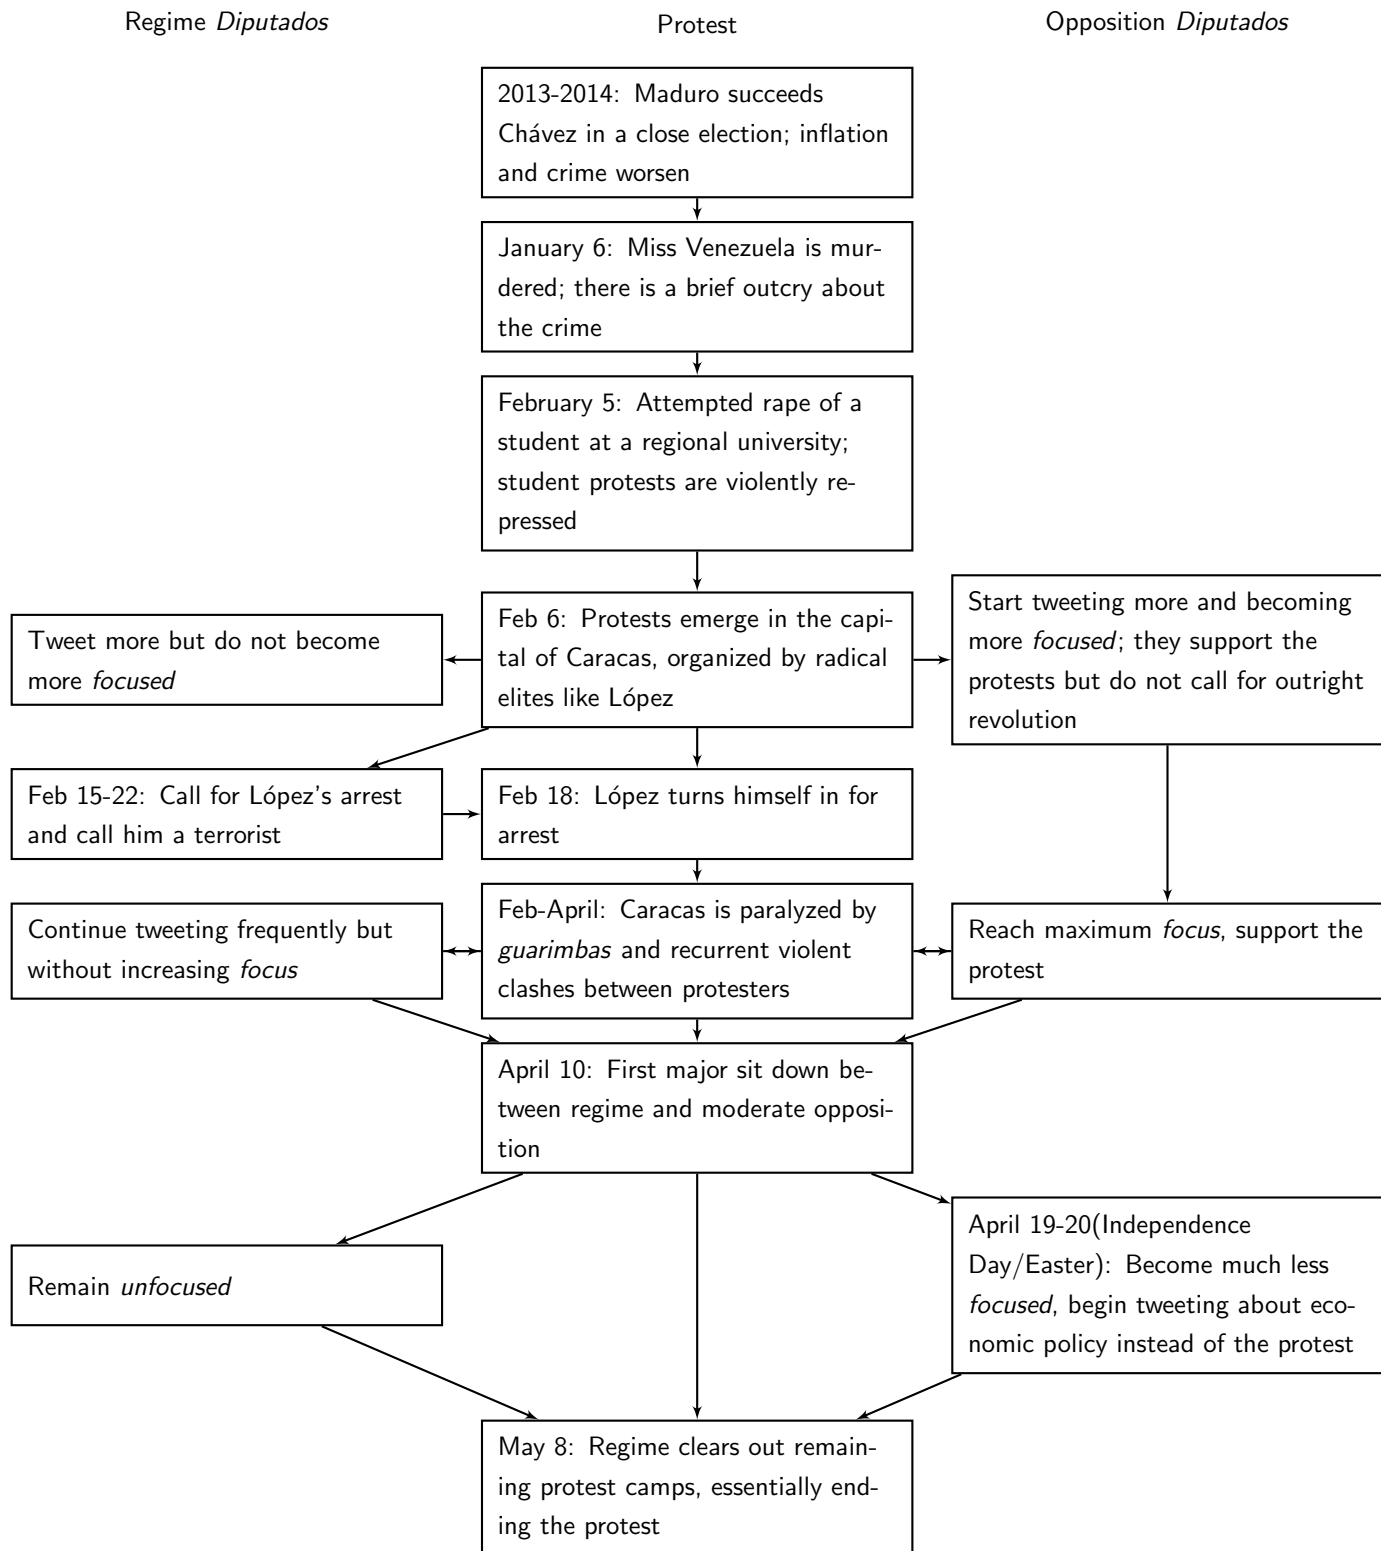 Regime Diputados
Protest
Opposition Diputados
2013-2014: Maduro succeeds
Chávez in a close election; inflation
and crime worsen
January 6: Miss Venezuela is mur-
dered; there is a brief outcry about
the crime
February 5: Attempted rape of a
student at a regional university;
student protests are violently re-
pressed
Tweet more but do not become
more focused
Feb 6: Protests emerge in the capi-
tal of Caracas, organized by radical
elites like López
Start tweeting more and becoming
more focused; they support the
protests but do not call for outright
revolution
Feb 15-22: Call for López's arrest
and call him a terrorist
Feb 18: López turns himself in for
arrest
Continue tweeting frequently but
without increasing focus
Feb-April: Caracas is paralyzed by
guarimbas and recurrent violent
clashes between protesters
Reach maximum focus, support the
protest
April 10: First major sit down be-
tween regime and moderate opposi-
tion
Remain unfocused
April 19-20(Independence
Day/Easter): Become much less
focused, begin tweeting about eco-
nomic policy instead of the protest
May 8: Regime clears out remain-
ing protest camps, essentially end-
ing the protest